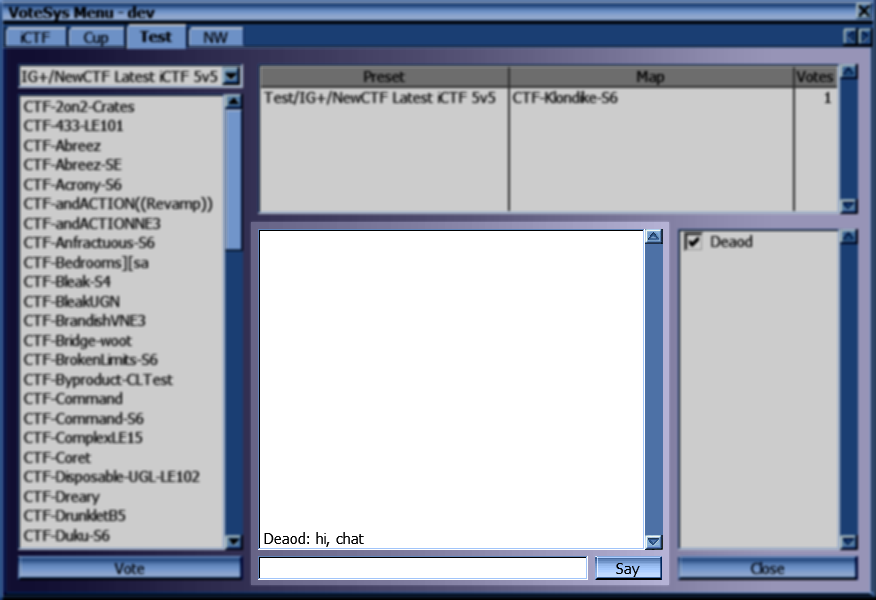 VoteSys Menu - dev
iCTF Cup Test NW
IG+/NewCTF Latest iCTF 5v5
CTF-2on2-Crates
CTF-433-LE101
CTF-Abreez
CTF-Abreez-SE
CTF-Acrony-S6
CTF-andACTION((Revamp))
CTF-andACTIONNE3
CTF-Anfractuous-S6
CTF-Bedrooms][sa
CTF-Bleak-S4
CTF-BleakUGN
CTF-BrandishVNE3
CTF-Bridge-woot
CTF-BrokenLimits-S6
CTF-Byproduct-CLTest
CTF-Command
CTF-Command-S6
CTF-ComplexLE15
CTF-Coret
CTF-Disposable-UGL-LE102
CTF-Dreary
CTF-DrunkletB5
CTF-Duku-S6
Vote
Preset Map Votes
Test/IG+/NewCTF Latest iCTF 5v5 CTF-Klondike-S6 1
Deaod: hi, chat
Say
Deaod
Close